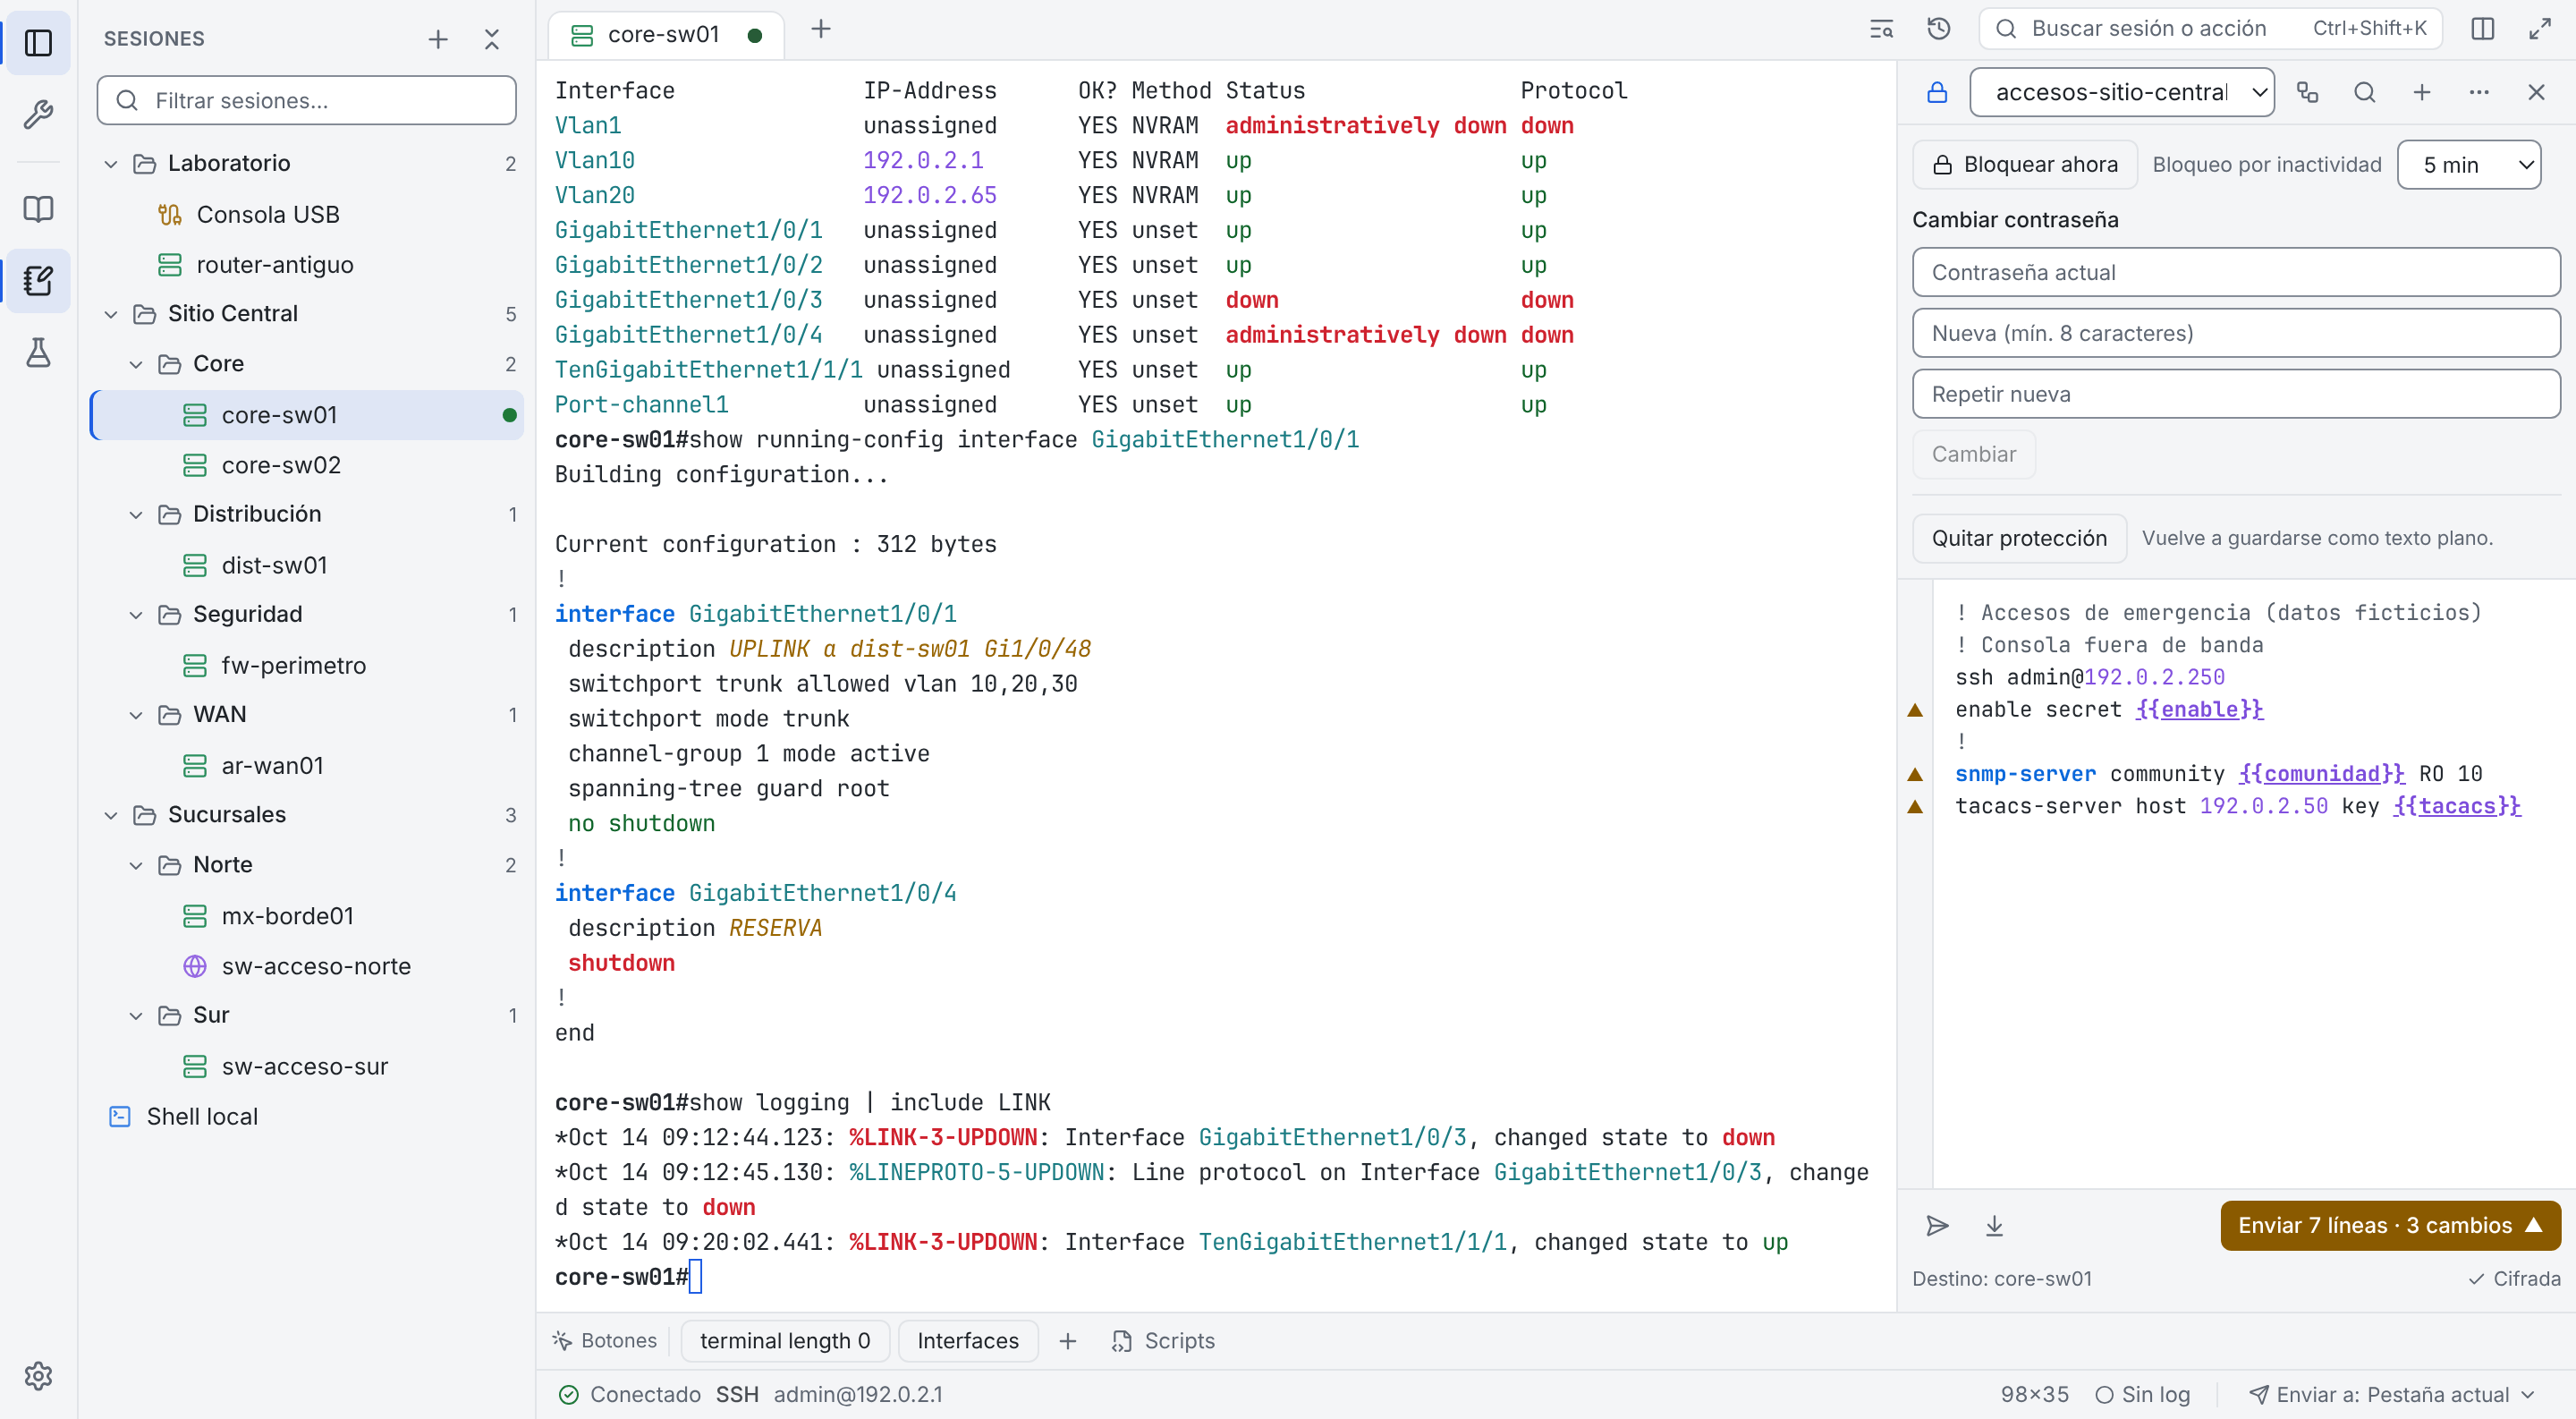 SESIONES
Filtrar sesiones...
Laboratorio 2
Consola USB
router-antiguo
Sitio Central 5
Core 2
core-sw01
core-sw02
Distribución 1
dist-sw01
Seguridad 1
fw-perimetro
WAN 1
ar-wan01
Sucursales 3
Norte 2
mx-borde01
sw-acceso-norte
Sur 1
sw-acceso-sur
Shell local
core-sw01
Buscar sesión o acción Ctrl+Shift+K
Interface IP-Address OK? Method Status Protocol
Vlan1 unassigned YES NVRAM administratively down down
Vlan10 192.0.2.1 YES NVRAM up up
Vlan20 192.0.2.65 YES NVRAM up up
GigabitEthernet1/0/1 unassigned YES unset up up
GigabitEthernet1/0/2 unassigned YES unset up up
GigabitEthernet1/0/3 unassigned YES unset down down
GigabitEthernet1/0/4 unassigned YES unset administratively down down
TenGigabitEthernet1/1/1 unassigned YES unset up up
Port-channel1 unassigned YES unset up up
core-sw01#show running-config interface GigabitEthernet1/0/1
Building configuration...
Current configuration : 312 bytes
!
interface GigabitEthernet1/0/1
description UPLINK a dist-sw01 Gi1/0/48
switchport trunk allowed vlan 10,20,30
switchport mode trunk
channel-group 1 mode active
spanning-tree guard root
no shutdown
!
interface GigabitEthernet1/0/4
description RESERVA
shutdown
!
end
core-sw01#show logging | include LINK
*Oct 14 09:12:44.123: %LINK-3-UPDOWN: Interface GigabitEthernet1/0/3, changed state to down
*Oct 14 09:12:45.130: %LINEPROTO-5-UPDOWN: Line protocol on Interface GigabitEthernet1/0/3, change
d state to down
*Oct 14 09:20:02.441: %LINK-3-UPDOWN: Interface TenGigabitEthernet1/1/1, changed state to up
core-sw01#
accesos-sitio-central
Bloquear ahora Bloqueo por inactividad 5 min
Cambiar contraseña
Contraseña actual
Nueva (mín. 8 caracteres)
Repetir nueva
Cambiar
Quitar protección Vuelve a guardarse como texto plano.
! Accesos de emergencia (datos ficticios)
! Consola fuera de banda
ssh admin@192.0.2.250
enable secret {{enable}}
!
snmp-server community {{comunidad}} RO 10
tacacs-server host 192.0.2.50 key {{tacacs}}
Enviar 7 líneas · 3 cambios
Destino: core-sw01 Cifrada
Botones terminal length 0 Interfaces Scripts
Conectado SSH admin@192.0.2.1 98×35 Sin log Enviar a: Pestaña actual